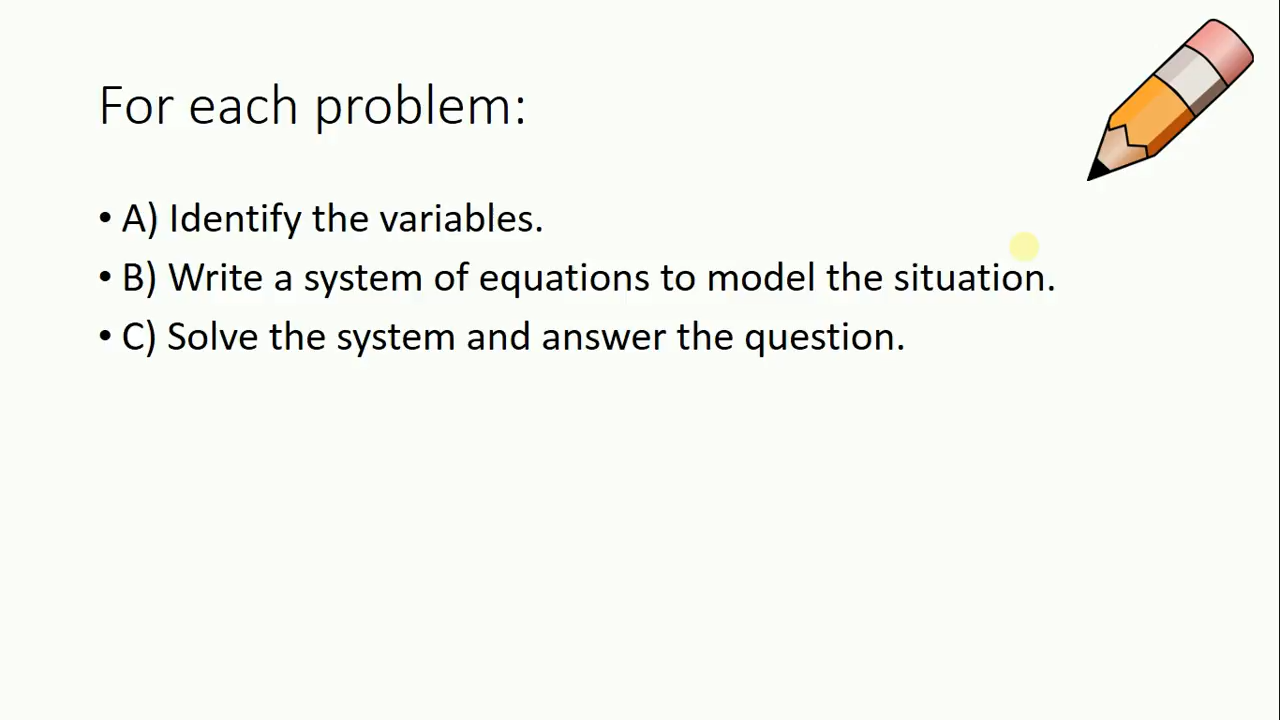 For each problem:
• A) Identify the variables.
• B) Write a system of equations to model the situation.
• C) Solve the system and answer the question.